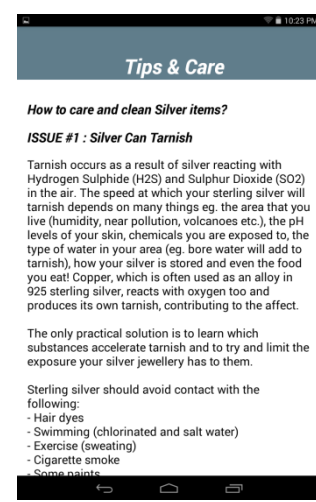 10:23 PM
Tips & Care
How to care and clean Silver items?
ISSUE #1 : Silver Can Tarnish
Tarnish occurs as a result of silver reacting with
Hydrogen Sulphide (H2S) and Sulphur Dioxide (SO2)
in the air. The speed at which your sterling silver will
tarnish depends on many things eg. the area that you
live (humidity, near pollution, volcanoes etc.), the pH
levels of your skin, chemicals you are exposed to, the
type of water in your area (eg. bore water will add to
tarnish), how your silver is stored and even the food
you eat! Copper, which is often used as an alloy in
925 sterling silver, reacts with oxygen too and
produces its own tarnish, contributing to the affect.
The only practical solution is to learn which
substances accelerate tarnish and to try and limit the
exposure your silver jewellery has to them.
Sterling silver should avoid contact with the
following:
- Hair dyes
- Swimming (chlorinated and salt water)
- Exercise (sweating)
- Cigarette smoke
- Some paints